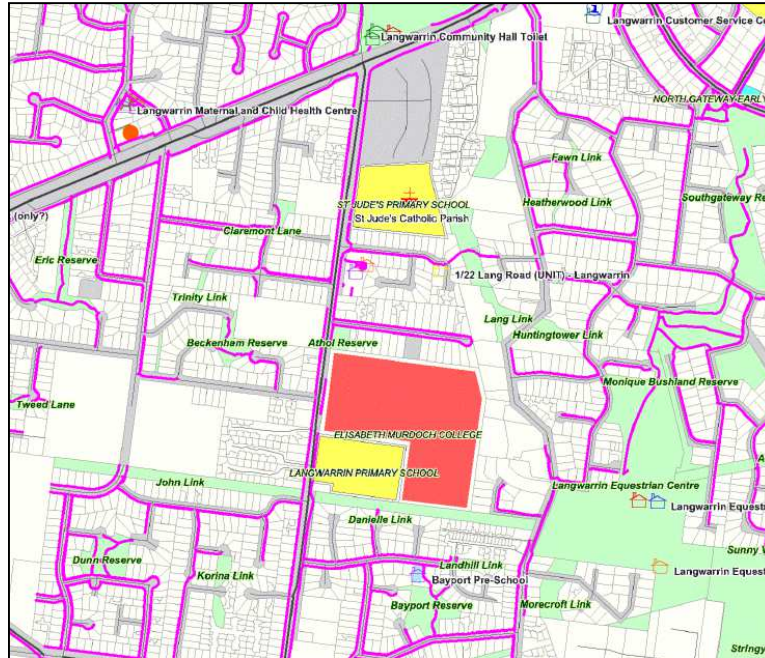 1
Langwarrin Customer Service Ce
Langwarrin Community Hall Toilet
NORTH GATEWAY EARLY
Langwarrin Maternal and Child Health Centre
Fawn Link
ST JUDE'S PRIMARY SCHOOL
St Jude's Catholic Parish
Heatherwood Link
Southgateway Re
(only?)
Claremont Lane
Eric Reserve
1/22 Lang Road (UNIT) - Langwarrin
Trinity Link
Lang Link
Huntingtower Link
Beckenham Reserve
Athol Reserve
Monique Bushland Reserve
Tweed Lane
ELISABETH MURDOCH COLLEGE
LANGWARRIN PRIMARY SCHOOL
John Link
Langwarrin Equestrian Centre
A
Langwarrin Equest
Danielle Link
Sunny V
Dunn Reserve
Landhill Link
Langwarrin Equest
Korina Link
Bayport Pre-School
Bayport Reserve
Morecroft Link
Stringy